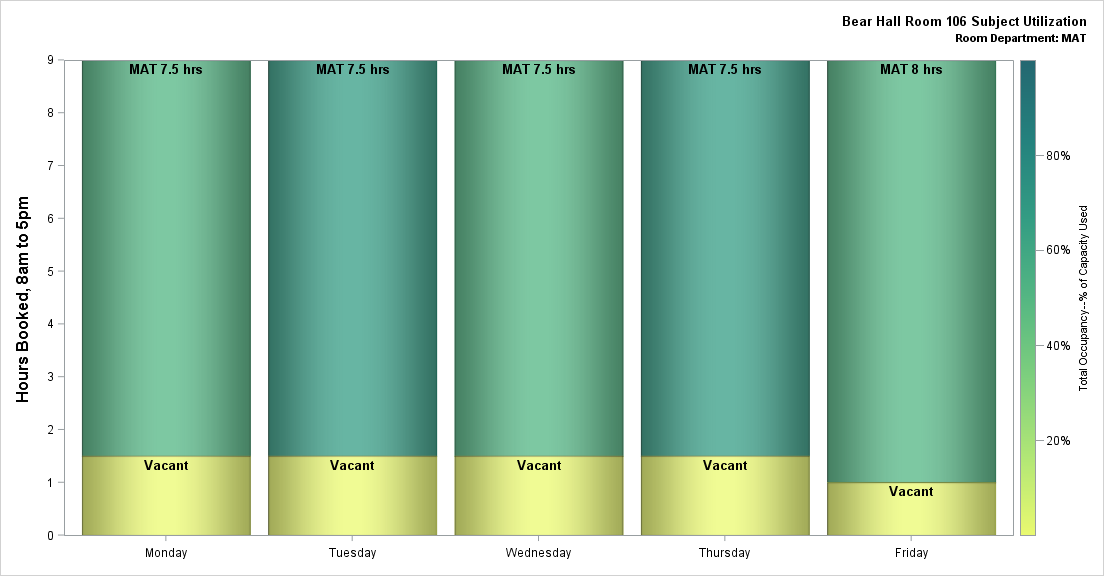 Bear Hall Room 106 Subject Utilization
Room Department: MAT
Hours Booked, 8am to 5pm
9
8
7
6
5
4
3
2
1
0
MAT 7.5 hrs
MAT 7.5 hrs
MAT 7.5 hrs
MAT 7.5 hrs
MAT 8 hrs
Vacant
Vacant
Vacant
Vacant
Vacant
Monday
Tuesday
Wednesday
Thursday
Friday
80%
60%
40%
20%
Total Occupancy--% of Capacity Used